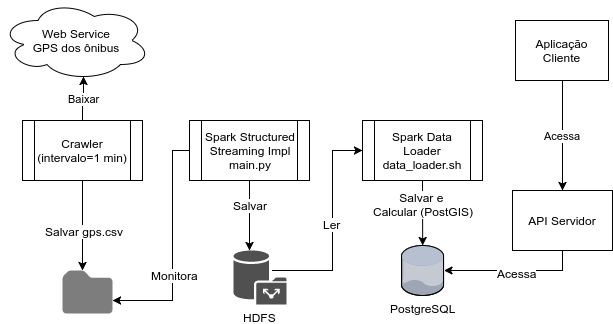 Web Service
GPS dos ônibus
Baixar
Crawler
(intervalo=1 min)
Salvar gps.csv
Spark Structured
Streaming Impl
main.py
Monitora
Salvar
HDFS
Ler
Spark Data
Loader
data_loader.sh
Salvar e
Calcular (PostGIS)
PostgreSQL
Aplicação
Cliente
Acessa
API Servidor
Acessa